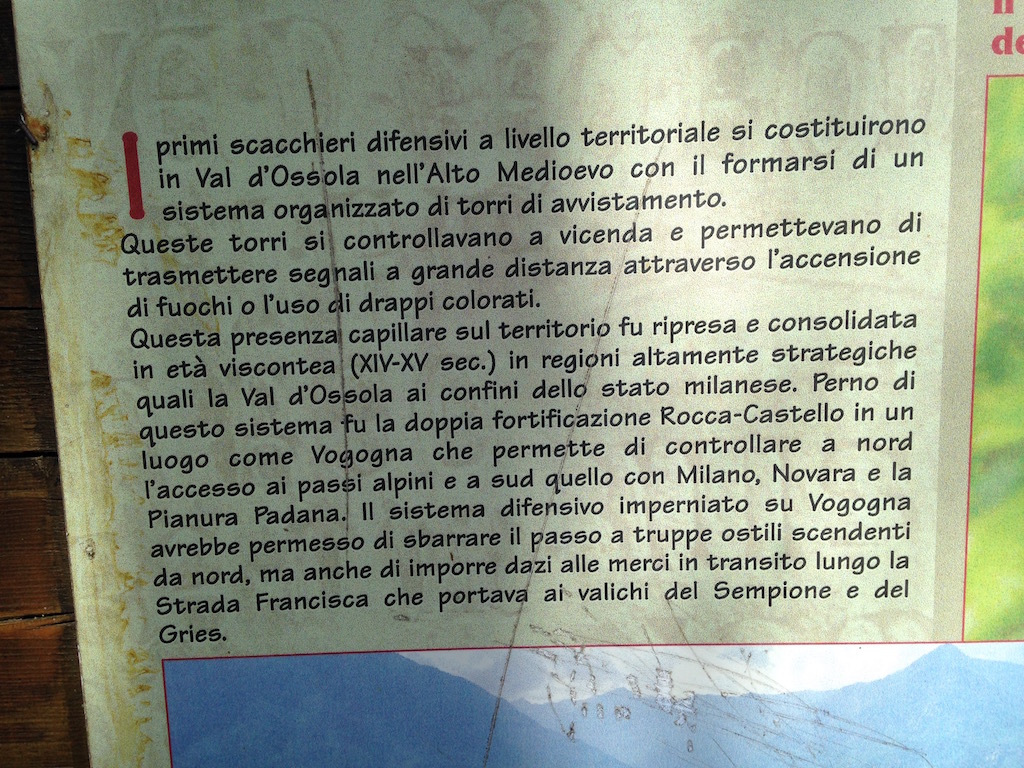 I primi scacchieri difensivi a livello territoriale si costituirono
in Val d'Ossola nell'Alto Medioevo con il formarsi di un
sistema organizzato di torri di avvistamento.
Queste torri si controllavano a vicenda e permettevano di
trasmettere segnali a grande distanza attraverso l'accensione
di fuochi o l'uso di drappi colorati.
Questa presenza capillare sul territorio fu ripresa e consolidata
in età viscontea (XIV-XV sec.) in regioni altamente strategiche
quali la Val d'Ossola ai confini dello stato milanese. Perno di
questo sistema fu la doppia fortificazione Rocca-Castello in un
luogo come Vogogna che permette di controllare a nord
l'accesso ai passi alpini e a sud quello con Milano, Novara e la
Pianura Padana. Il sistema difensivo imperniato su Vogogna
avrebbe permesso di sbarrare il passo a truppe ostili scendenti
da nord, ma anche di imporre dazi alle merci in transito lungo la
Strada Francisca che portava ai valichi del Sempione e del
Gries.